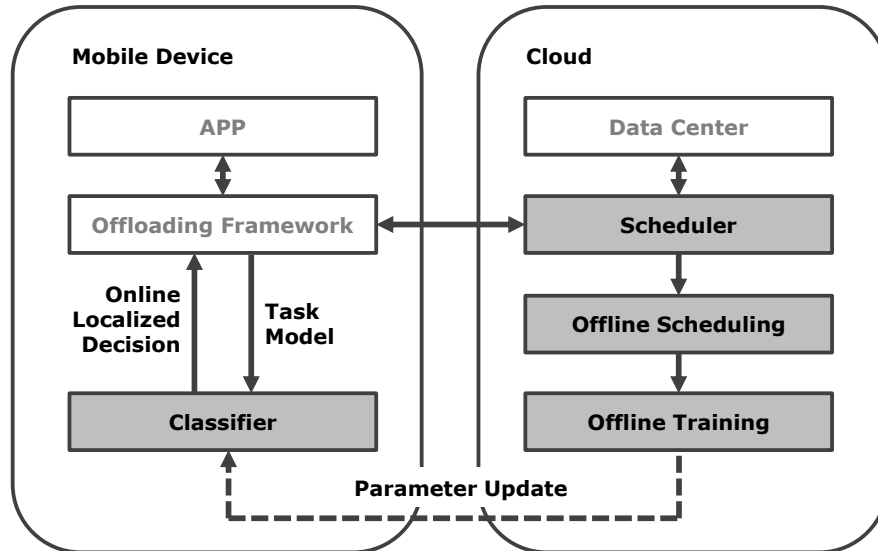 Mobile Device
APP
Offloading Framework
Online
Localized
Decision
Task
Model
Classifier
Cloud
Data Center
Scheduler
Offline Scheduling
Offline Training
Parameter Update